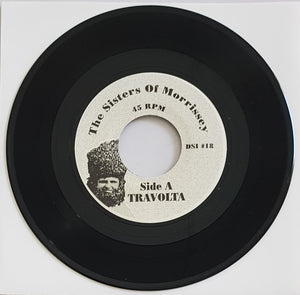 The Sisters Of Morrissey
45 RPM
DSI #18
Side A
TRAVOLTA